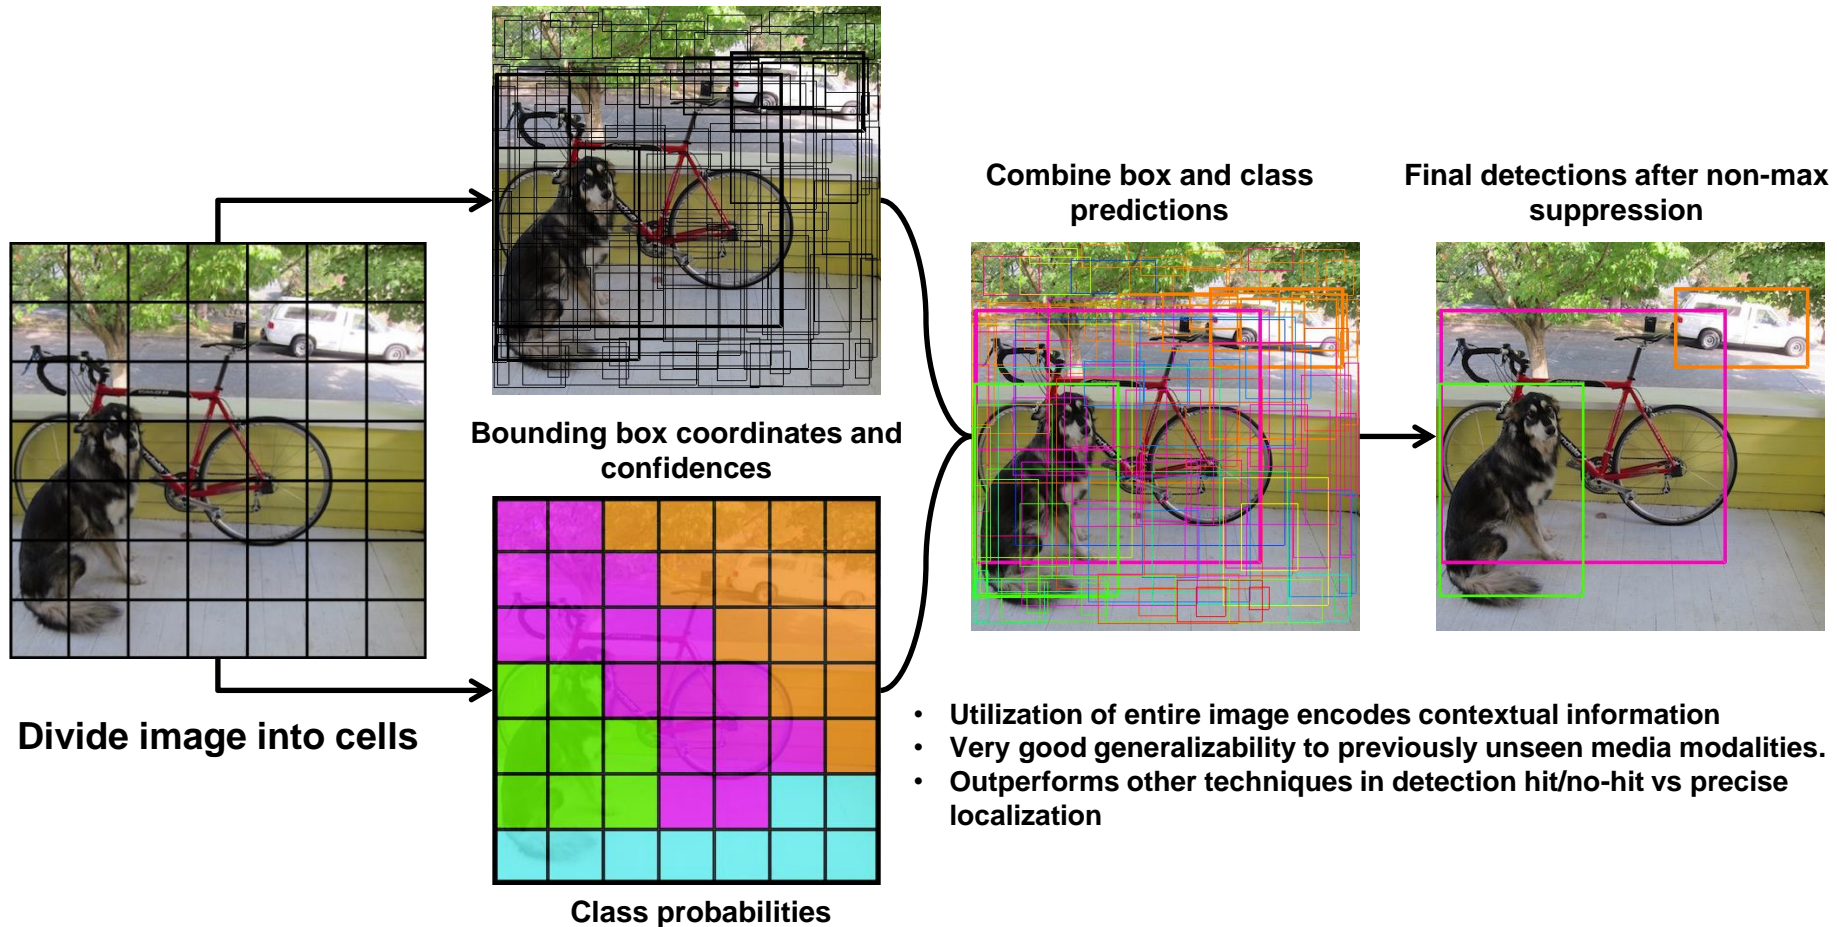 Divide image into cells
Bounding box coordinates and
confidences
Class probabilities
Combine box and class
predictions
Final detections after non-max
suppression
• Utilization of entire image encodes contextual information
• Very good generalizability to previously unseen media modalities.
• Outperforms other techniques in detection hit/no-hit vs precise
localization